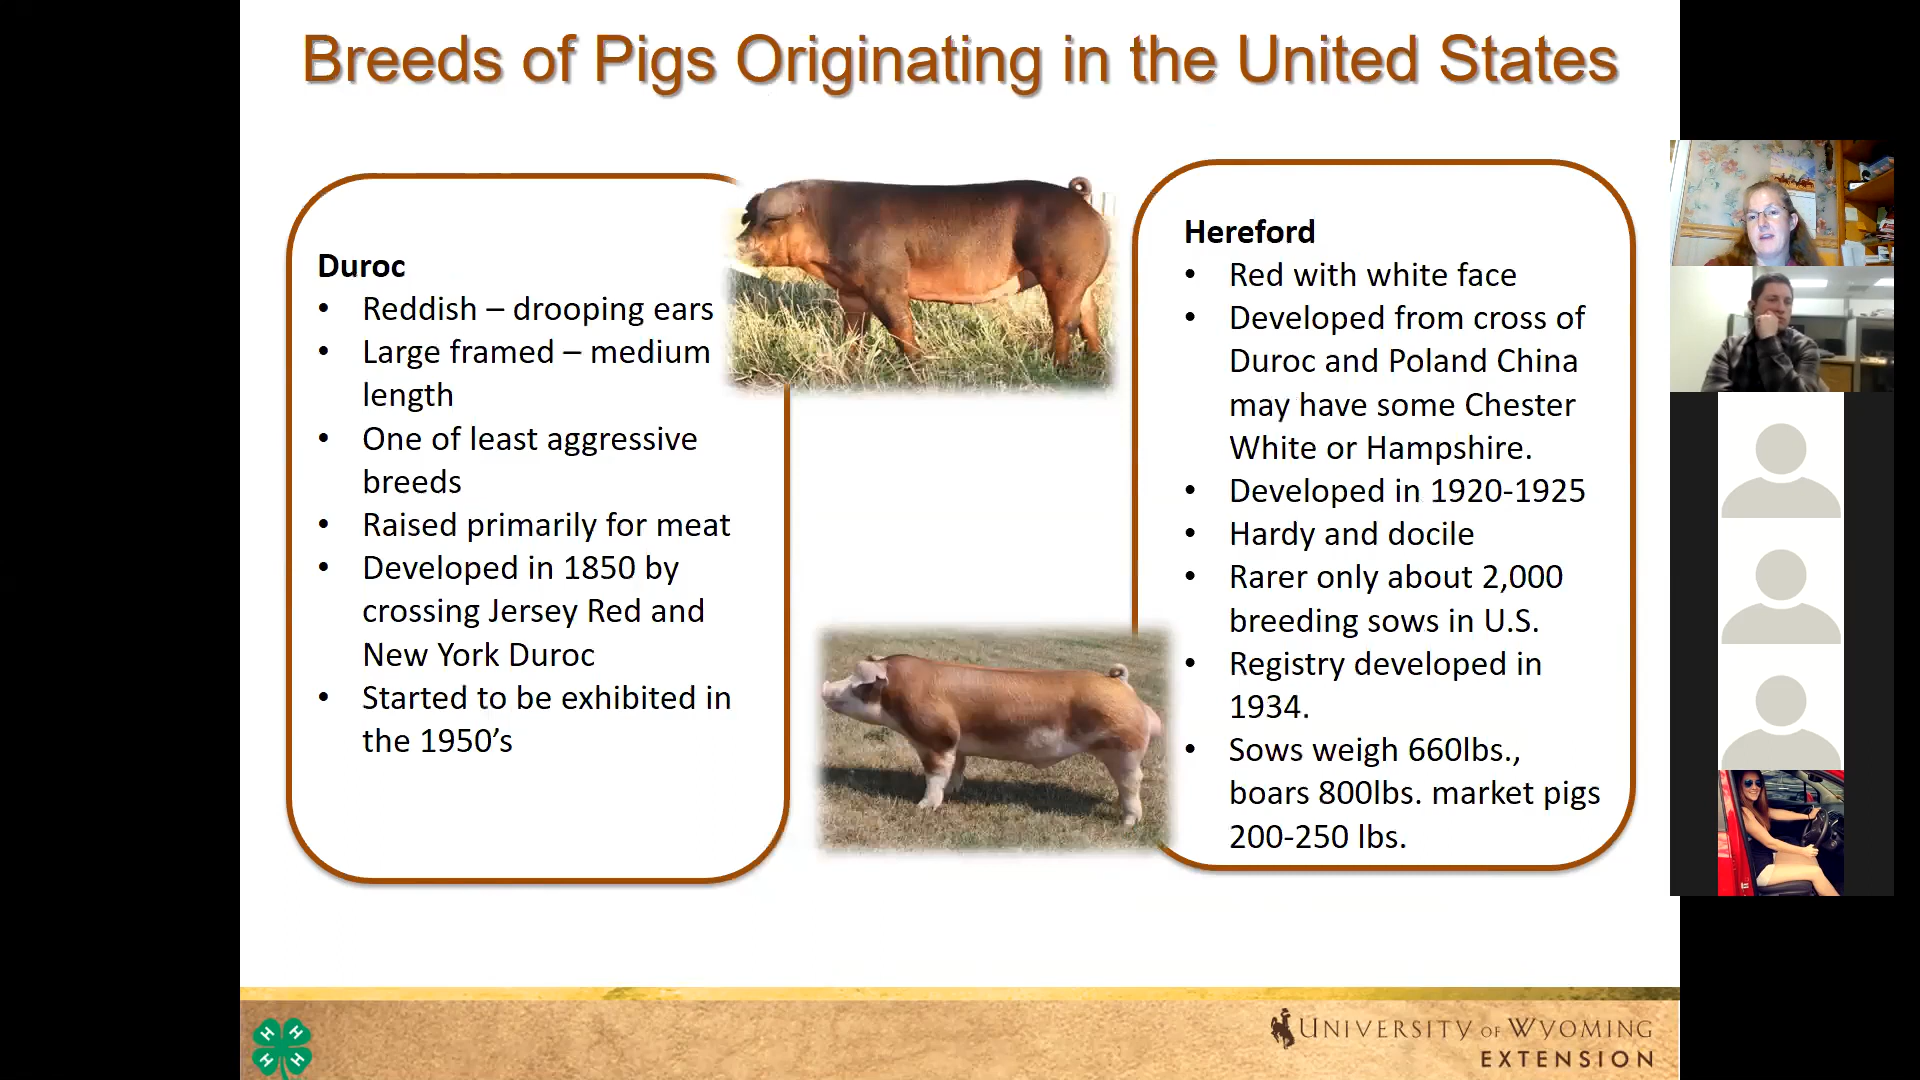 Breeds of Pigs Originating in the United States
Duroc
• Reddish – drooping ears
• Large framed – medium
length
• One of least aggressive
breeds
• Raised primarily for meat
• Developed in 1850 by
crossing Jersey Red and
New York Duroc
• Started to be exhibited in
the 1950’s
Hereford
• Red with white face
• Developed from cross of
Duroc and Poland China
may have some Chester
White or Hampshire.
• Developed in 1920-1925
• Hardy and docile
• Rarer only about 2,000
breeding sows in U.S.
• Registry developed in
1934.
• Sows weigh 660lbs.,
boars 800lbs. market pigs
200-250 lbs.
H H
H H
UNIVERSITY OF WYOMING
EXTENSION